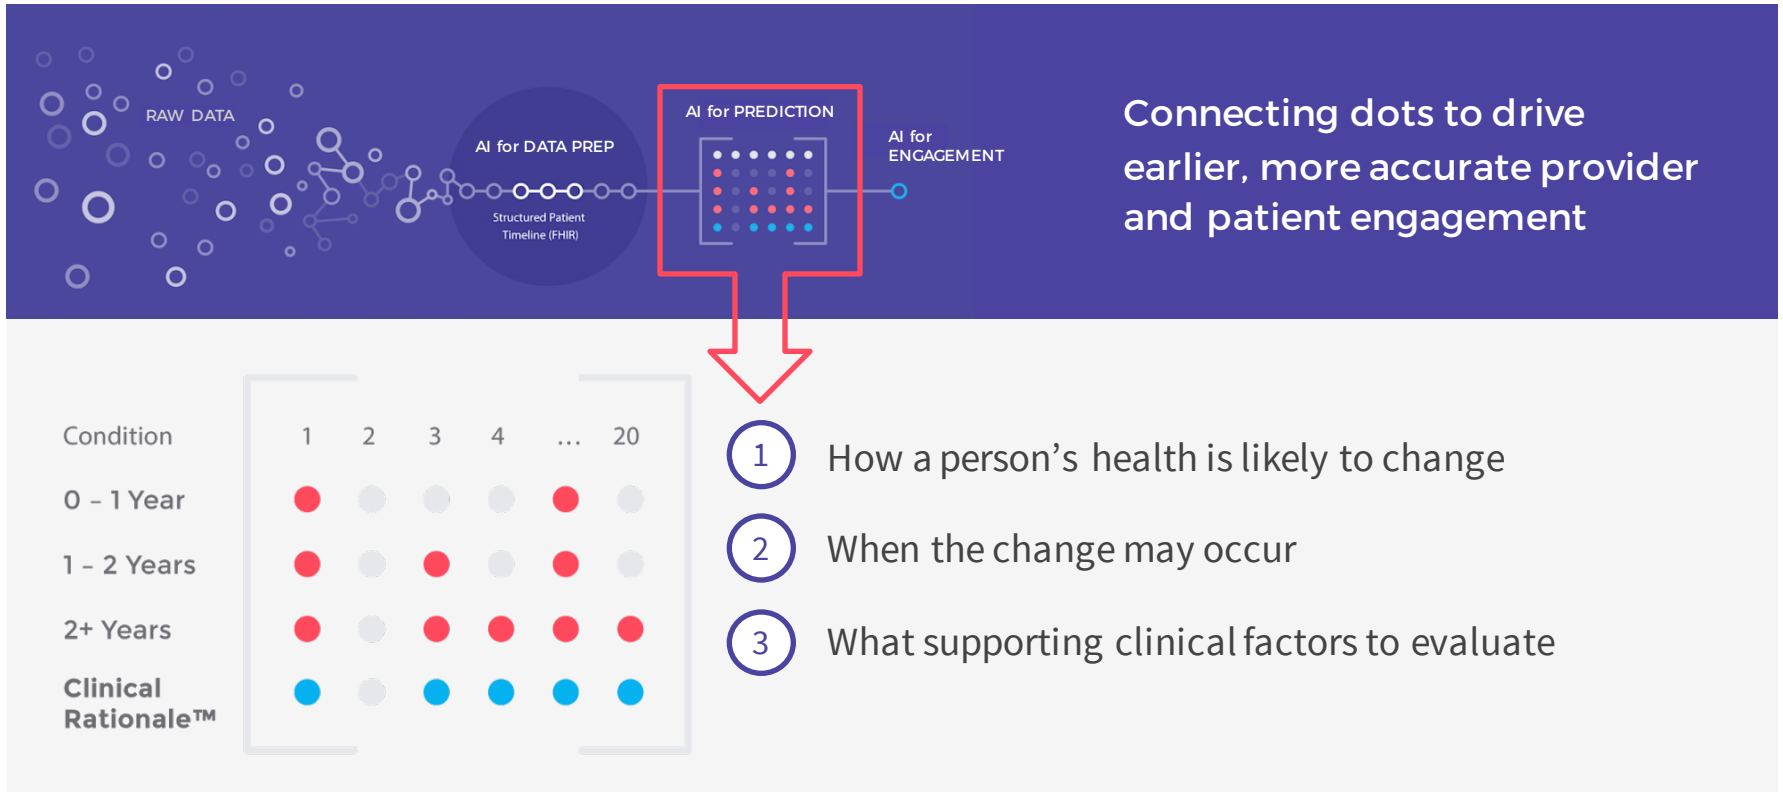 RAW DATA
AI for DATA PREP
Structured Patient
Timeline (FHIR)
AI for PREDICTION
AI for
ENGAGEMENT
Connecting dots to drive
earlier, more accurate provider
and patient engagement
Condition 1 2 3 4 ... 20
0 – 1 Year
1 – 2 Years
2+ Years
Clinical
Rationale™
1 How a person’s health is likely to change
2 When the change may occur
3 What supporting clinical factors to evaluate